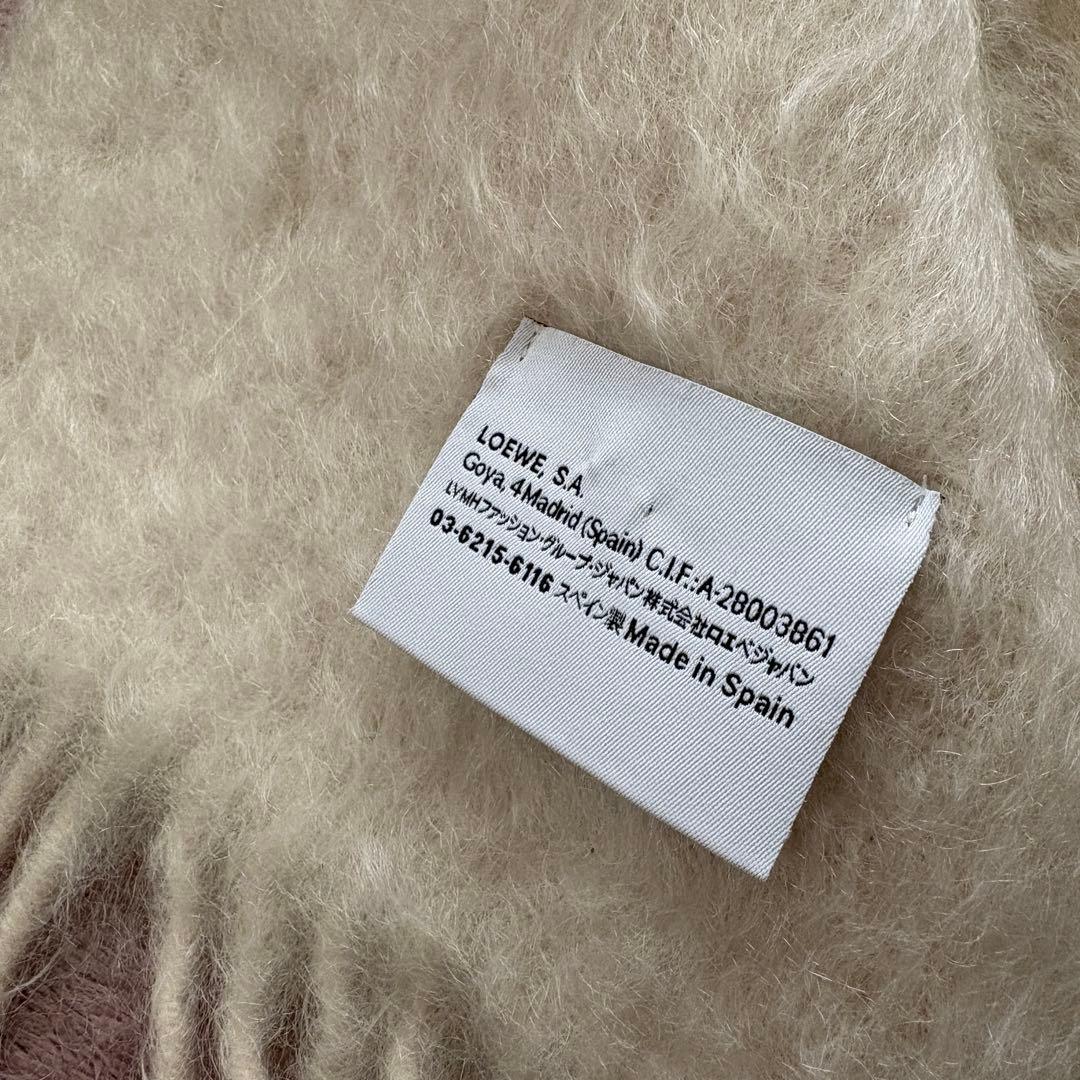 LOEWE, S.A.
Goya, 4 Madrid (Spain) C.I.F.:A-28003861
LVMHファッション・グループ・ジャパン株式会社ロエベジャパン
03-6215-6116 スペイン製 Made in Spain